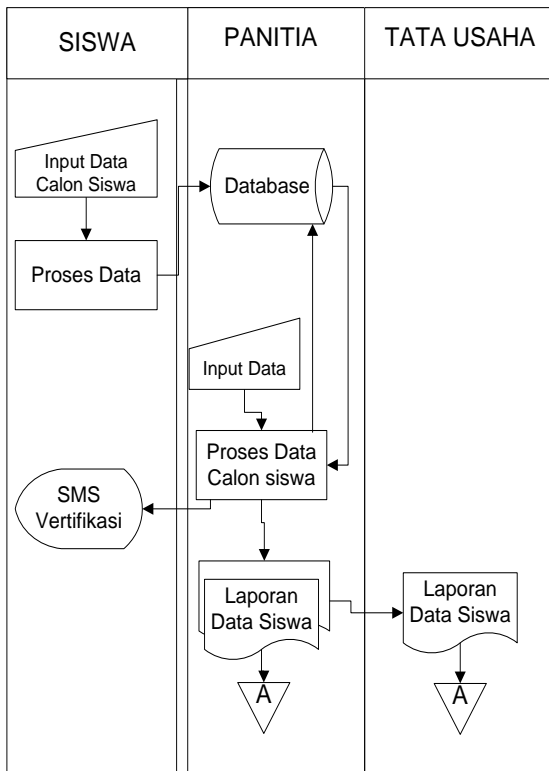 SISWA
PANITIA
TATA USAHA
Input Data
Calon Siswa
Database
Proses Data
Input Data
Proses Data
Calon siswa
SMS
Vertifikasi
Laporan
Data Siswa
Laporan
Data Siswa
A
A